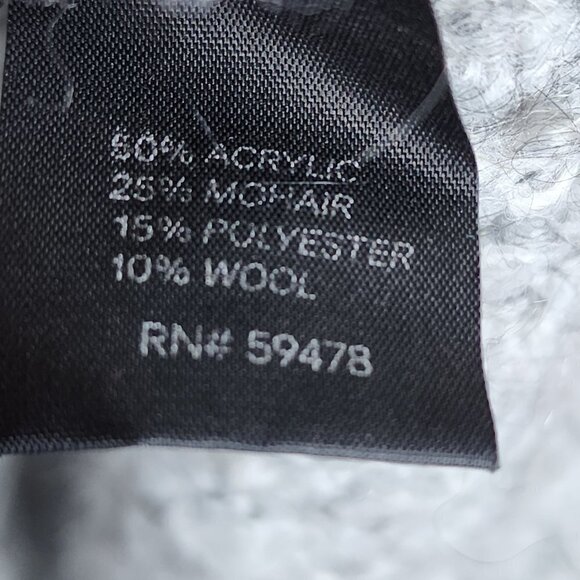 50% ACRYLIC
25% MOHAIR
15% POLYESTER
10% WOOL
RN# 59478